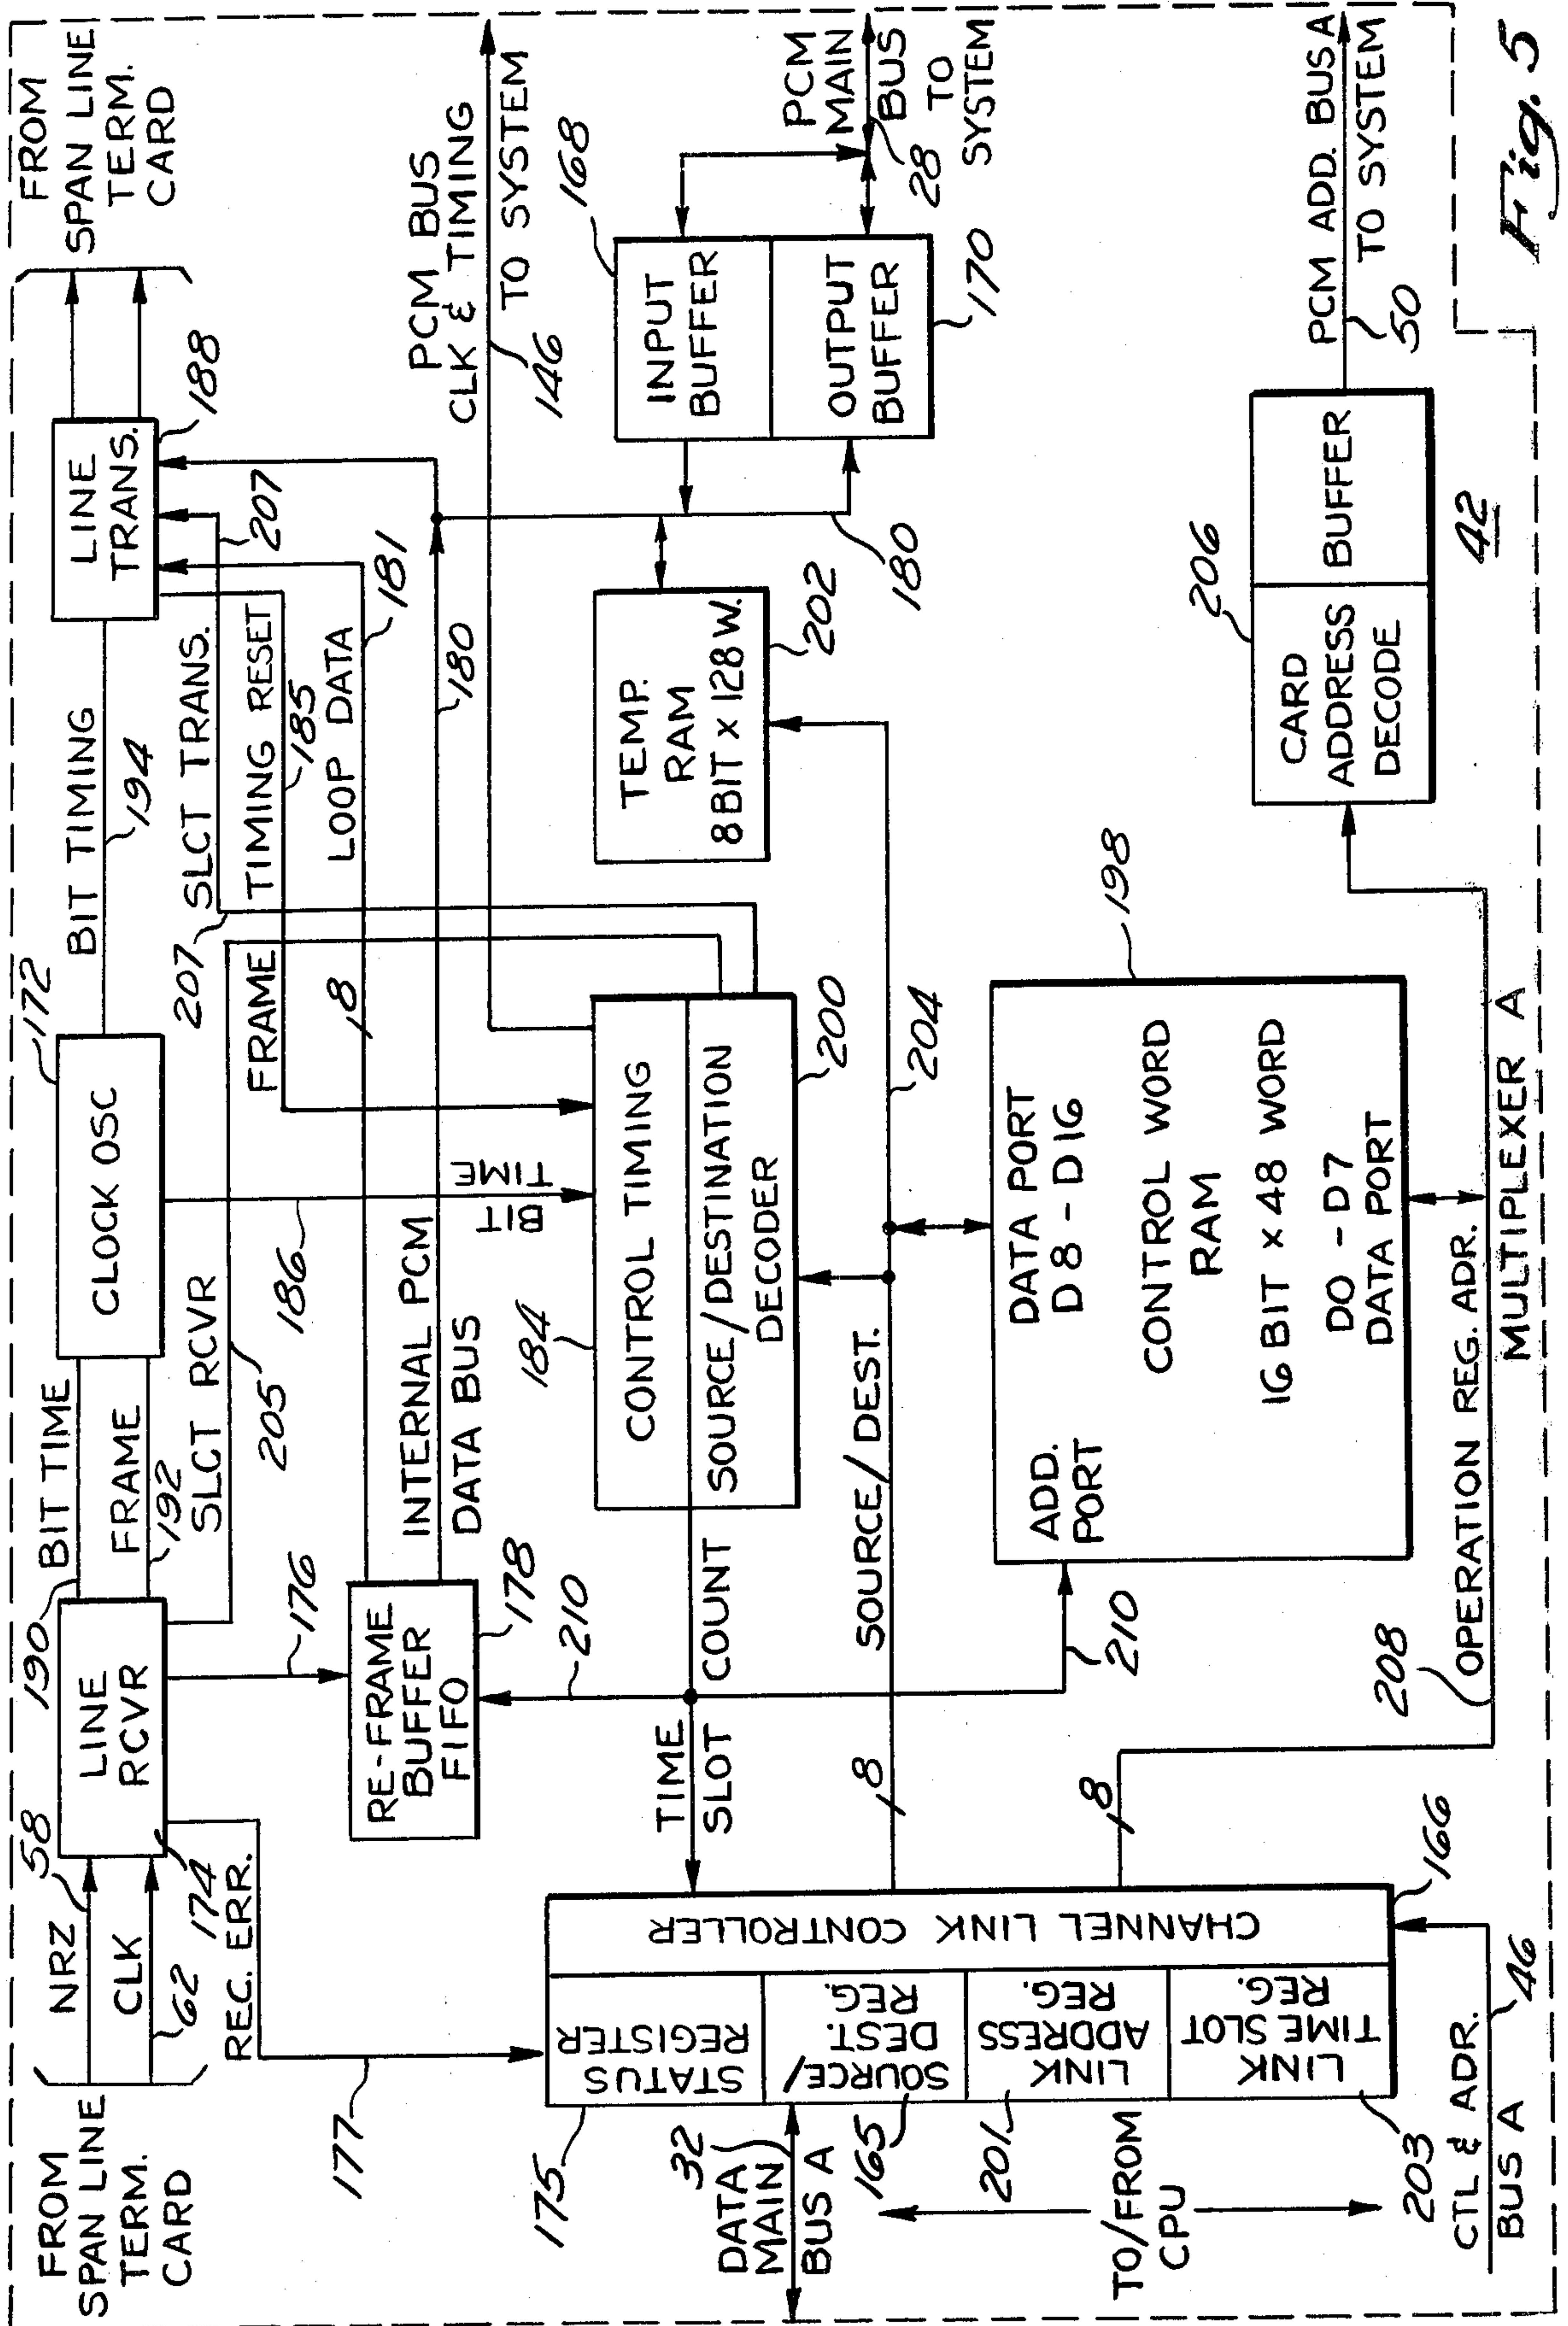 FROM
SPAN LINE
TERM.
CARD
NRZ
58
CLK
62
190
LINE
RCVR
174
REC. ERR.
177
BIT TIME
FRAME
192
SLCT RCVR
205
176
172
CLOCK OSC
186
BIT
TIME
BIT TIMING
194
207
SLCT TRANS.
207
FRAME TIMING RESET
185
8
LOOP DATA
181
LINE
TRANS.
188
FROM
SPAN LINE
TERM.
CARD
RE-FRAME
BUFFER
FIFO
178
210
INTERNAL PCM
DATA BUS
180
PCM BUS
CLK & TIMING
146
TO SYSTEM
184
CONTROL TIMING
SOURCE/DESTINATION
DECODER
200
TIME
SLOT
COUNT
TEMP.
RAM
8 BIT x 128 W.
202
180
INPUT
BUFFER
168
OUTPUT
BUFFER
170
PCM
MAIN
BUS
TO
SYSTEM
28
175
STATUS
REGISTER
SOURCE/
DEST.
REG.
LINK
ADDRESS
REG.
LINK
TIME SLOT
REG.
CHANNEL LINK CONTROLLER
166
32
DATA
MAIN
BUS A
165
201
203
TO/FROM
CPU
CTL & ADR.
BUS A
46
8
SOURCE/DEST.
204
8
210
ADD.
PORT
DATA PORT
D8 - D16
CONTROL WORD
RAM
16 BIT x 48 WORD
D0 - D7
DATA PORT
198
208
OPERATION REG. ADR.
MULTIPLEXER A
206
CARD
ADDRESS
DECODE
BUFFER
42
PCM ADD. BUS A
TO SYSTEM
50
Fig. 5